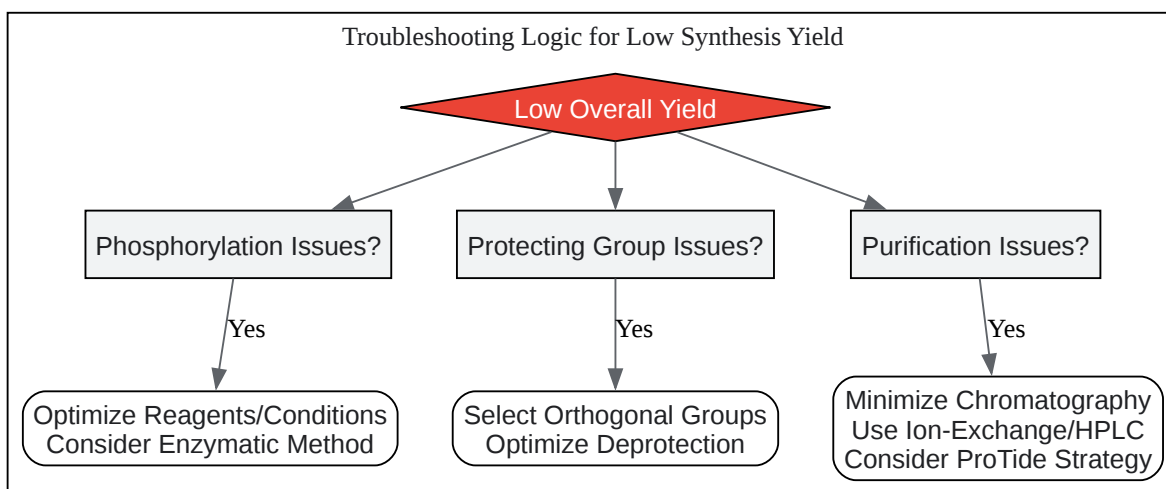 Troubleshooting Logic for Low Synthesis Yield
Low Overall Yield
Phosphorylation Issues?
Protecting Group Issues?
Purification Issues?
Yes
Yes
Yes
Optimize Reagents/Conditions
Consider Enzymatic Method
Select Orthogonal Groups
Optimize Deprotection
Minimize Chromatography
Use Ion-Exchange/HPLC
Consider ProTide Strategy